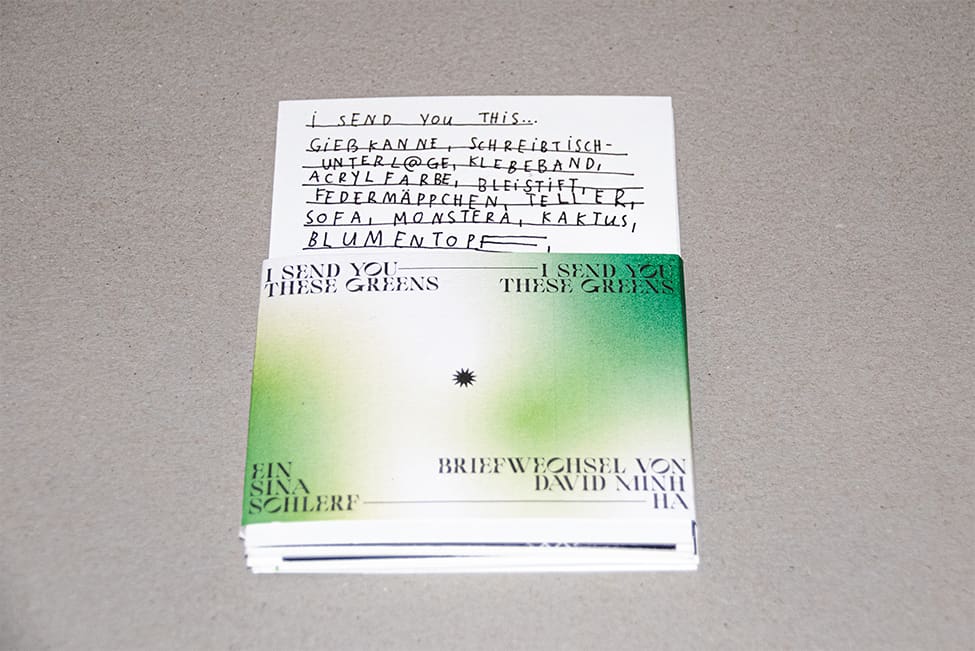 i SEND YOU THiS...
GiEßKANNE, SCHREiBTiSCH-
UNTERL@GE, KLEBEBAND,
ACRYLFARBE, BLEiSTiFT,
FEDERMÄPPCHEN, TELLER,
SOFA, MONSTERA, KAKTUS,
BLUMENTOPF,
I SEND YOU
THESE GREENS
I SEND YOU
THESE GREENS
EIN
SINA
SCHLERF
BRIEFWECHSEL VON
DAVID MINH
HA